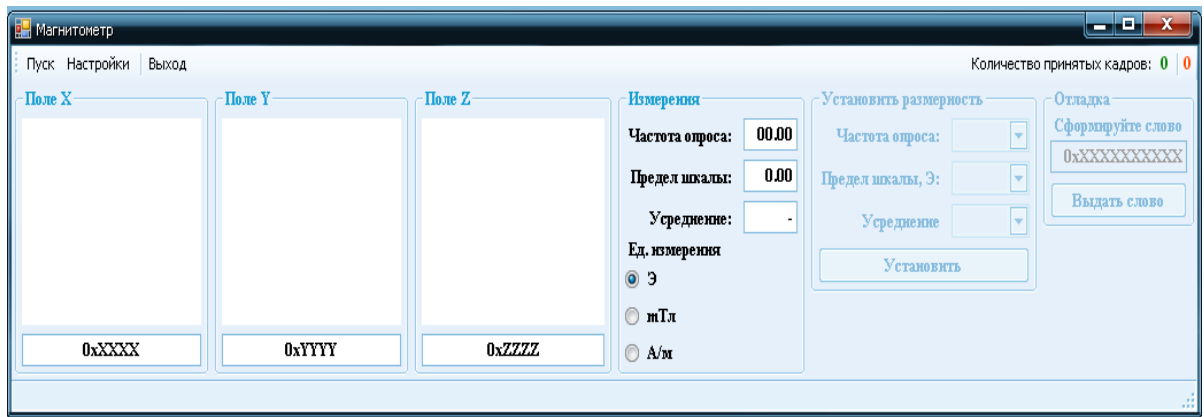 Магнитометр
Пуск Настройки Выход
Количество принятых кадров: 0 0
Поле X
0xXXXX
Поле Y
0xYYYY
Поле Z
0xZZZZ
Измерения
Частота опроса: 00.00
Предел шкалы: 0.00
Усреднение: -
Ед. измерения
Э
mТл
А/м
Установить размерность
Частота опроса:
Предел шкалы, Э:
Усреднение
Установить
Отладка
Сформируйте слово
0xXXXXXXXXXX
Выдать слово